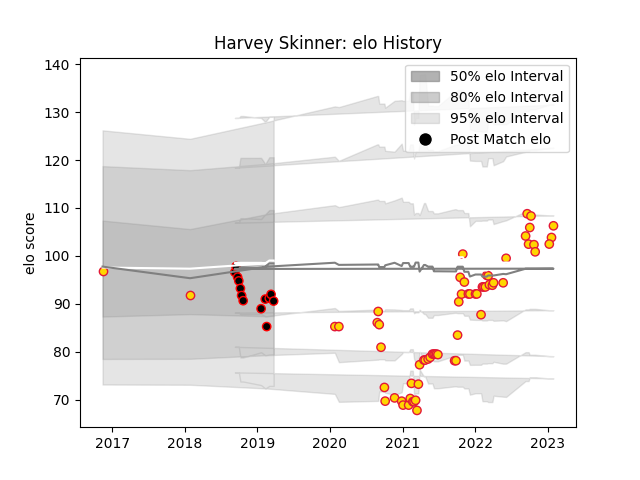 Harvey Skinner: elo History
140
130
120
110
100
90
80
70
elo score
50% elo Interval
80% elo Interval
95% elo Interval
Post Match elo
2017
2018
2019
2020
2021
2022
2023